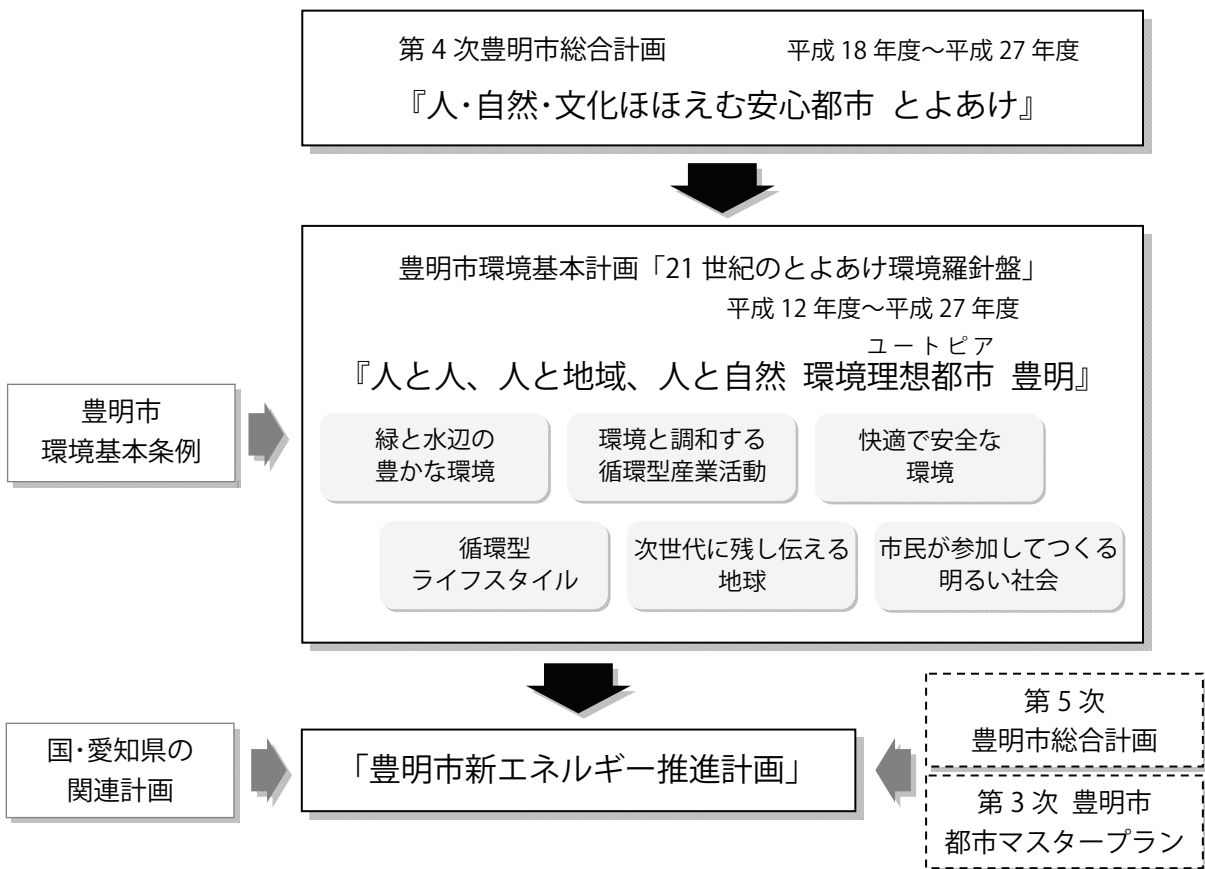 第4次豊明市総合計画 平成18年度～平成27年度
『人・自然・文化ほほえむ安心都市 とよあけ』
豊明市環境基本計画「21世紀のとよあけ環境羅針盤」
平成12年度～平成27年度
ユートピア
『人と人、人と地域、人と自然 環境理想都市 豊明』
豊明市
環境基本条例
緑と水辺の
豊かな環境
環境と調和する
循環型産業活動
快適で安全な
環境
循環型
ライフスタイル
次世代に残し伝える
地球
市民が参加してつくる
明るい社会
国・愛知県の
関連計画
「豊明市新エネルギー推進計画」
第5次
豊明市総合計画
第3次 豊明市
都市マスタープラン